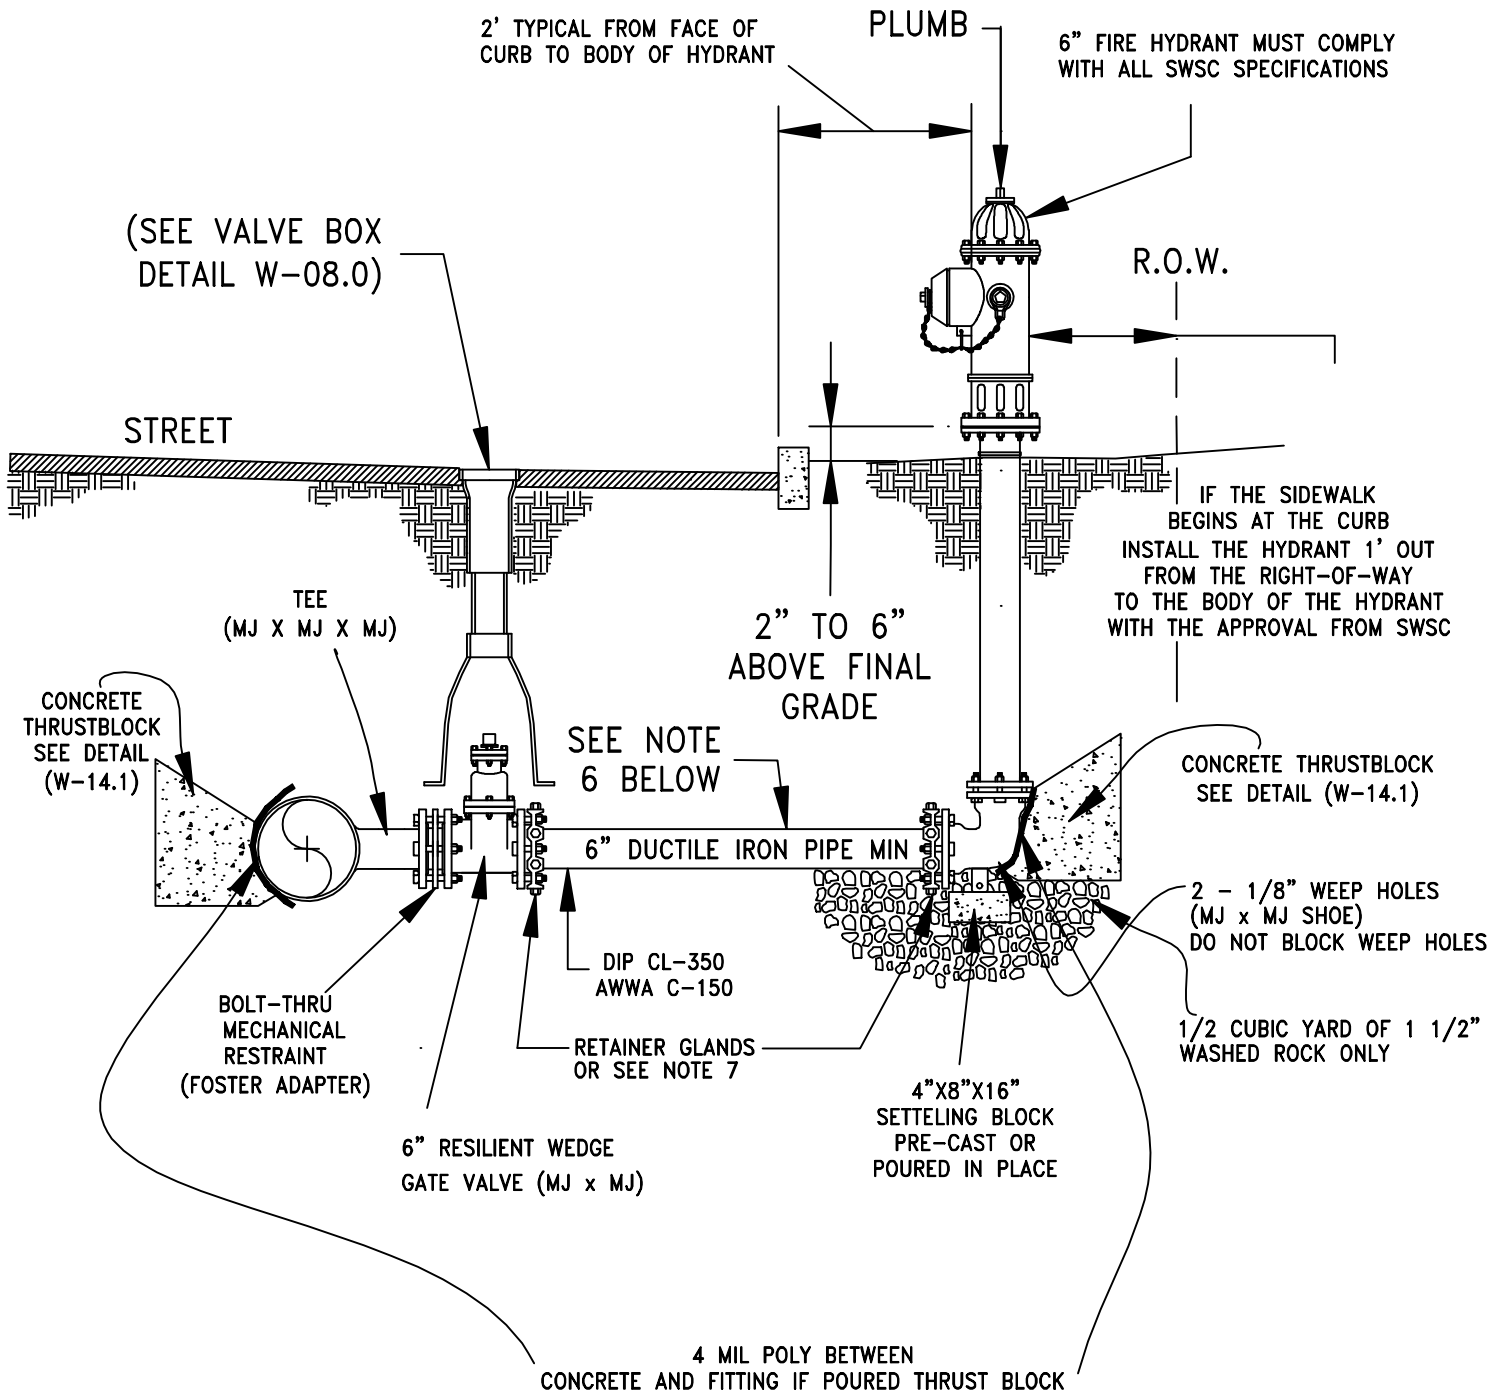 2' TYPICAL FROM FACE OF
CURB TO BODY OF HYDRANT
PLUMB
6" FIRE HYDRANT MUST COMPLY
WITH ALL SWSC SPECIFICATIONS
(SEE VALVE BOX
DETAIL W-08.0)
R.O.W.
STREET
IF THE SIDEWALK
BEGINS AT THE CURB
INSTALL THE HYDRANT 1' OUT
FROM THE RIGHT-OF-WAY
TO THE BODY OF THE HYDRANT
WITH THE APPROVAL FROM SWSC
TEE
(MJ X MJ X MJ)
2" TO 6"
ABOVE FINAL
GRADE
CONCRETE
THRUSTBLOCK
SEE DETAIL
(W-14.1)
SEE NOTE
6 BELOW
CONCRETE THRUSTBLOCK
SEE DETAIL (W-14.1)
6" DUCTILE IRON PIPE MIN
2 - 1/8" WEEP HOLES
(MJ x MJ SHOE)
DO NOT BLOCK WEEP HOLES
DIP CL-350
AWWA C-150
BOLT-THRU
MECHANICAL
RESTRAINT
(FOSTER ADAPTER)
RETAINER GLANDS
OR SEE NOTE 7
1/2 CUBIC YARD OF 1 1/2"
WASHED ROCK ONLY
4"X8"X16"
SETTELING BLOCK
PRE-CAST OR
POURED IN PLACE
6" RESILIENT WEDGE
GATE VALVE (MJ x MJ)
4 MIL POLY BETWEEN
CONCRETE AND FITTING IF POURED THRUST BLOCK